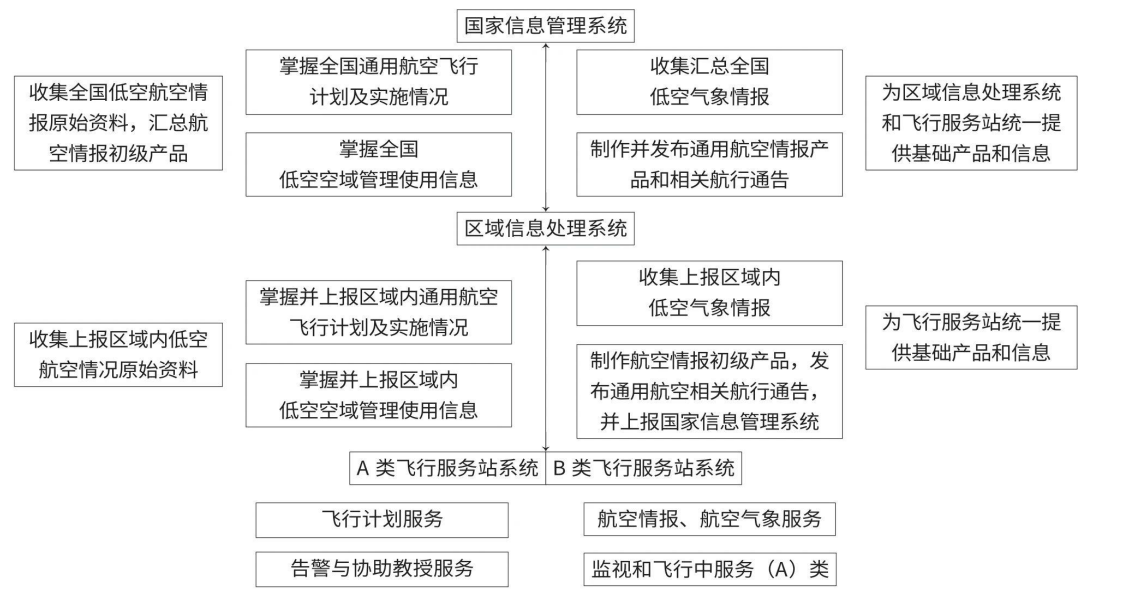 国家信息管理系统
收集全国低空航空情
报原始资料，汇总航
空情报初级产品
掌握全国通用航空飞行
计划及实施情况
掌握全国
低空空域管理使用信息
收集汇总全国
低空气象情报
制作并发布通用航空情报产
品和相关航行通告
为区域信息处理系统
和飞行服务站统一提
供基础产品和信息
区域信息处理系统
收集上报区域内低空
航空情况原始资料
掌握并上报区域内通用航空
飞行计划及实施情况
掌握并上报区域内
低空空域管理使用信息
收集上报区域内
低空气象情报
制作航空情报初级产品，发
布通用航空相关航行通告，
并上报国家信息管理系统
为飞行服务站统一提
供基础产品和信息
A 类飞行服务站系统
B 类飞行服务站系统
飞行计划服务
航空情报、航空气象服务
告警与协助教授服务
监视和飞行中服务（A）类